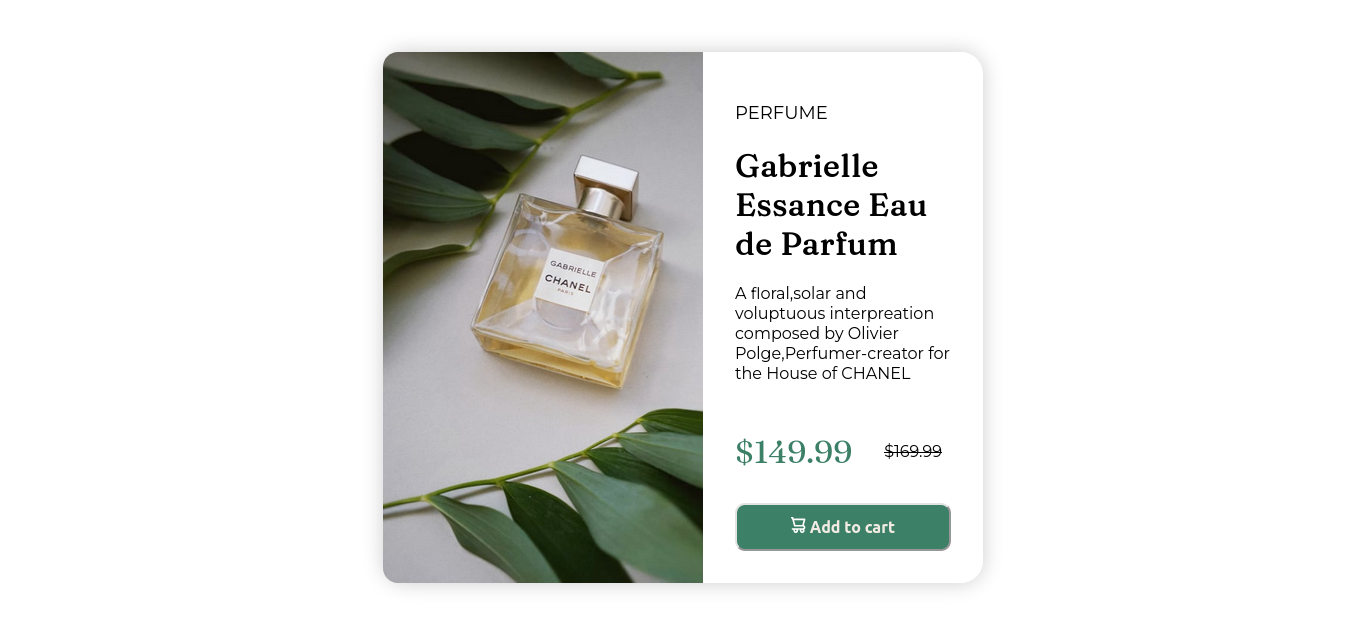 GABRIELLE
CHANEL
PARIS
PERFUME
Gabrielle
Essance Eau
de Parfum
A floral,solar and
voluptuous interpreation
composed by Olivier
Polge,Perfumer-creator for
the House of CHANEL
$149.99 $169.99
Add to cart